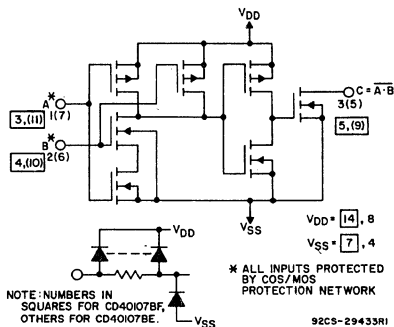 VDD
A*
1(7)
3,(11)
B*
2(6)
4,(10)
C = A·B
3(5)
5,(9)
VSS
VDD = 14, 8
VSS = 7, 4
VDD
VSS
* ALL INPUTS PROTECTED
BY COS/MOS
PROTECTION NETWORK
NOTE: NUMBERS IN
SQUARES FOR CD40107BF,
OTHERS FOR CD40107BE.
92CS-29433R1